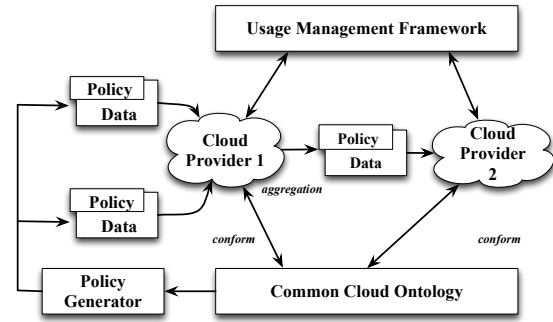 Usage Management Framework
Policy
Data
Cloud
Provider 1
Policy
Data
Cloud
Provider
2
aggregation
Policy
Data
conform
conform
Policy
Generator
Common Cloud Ontology